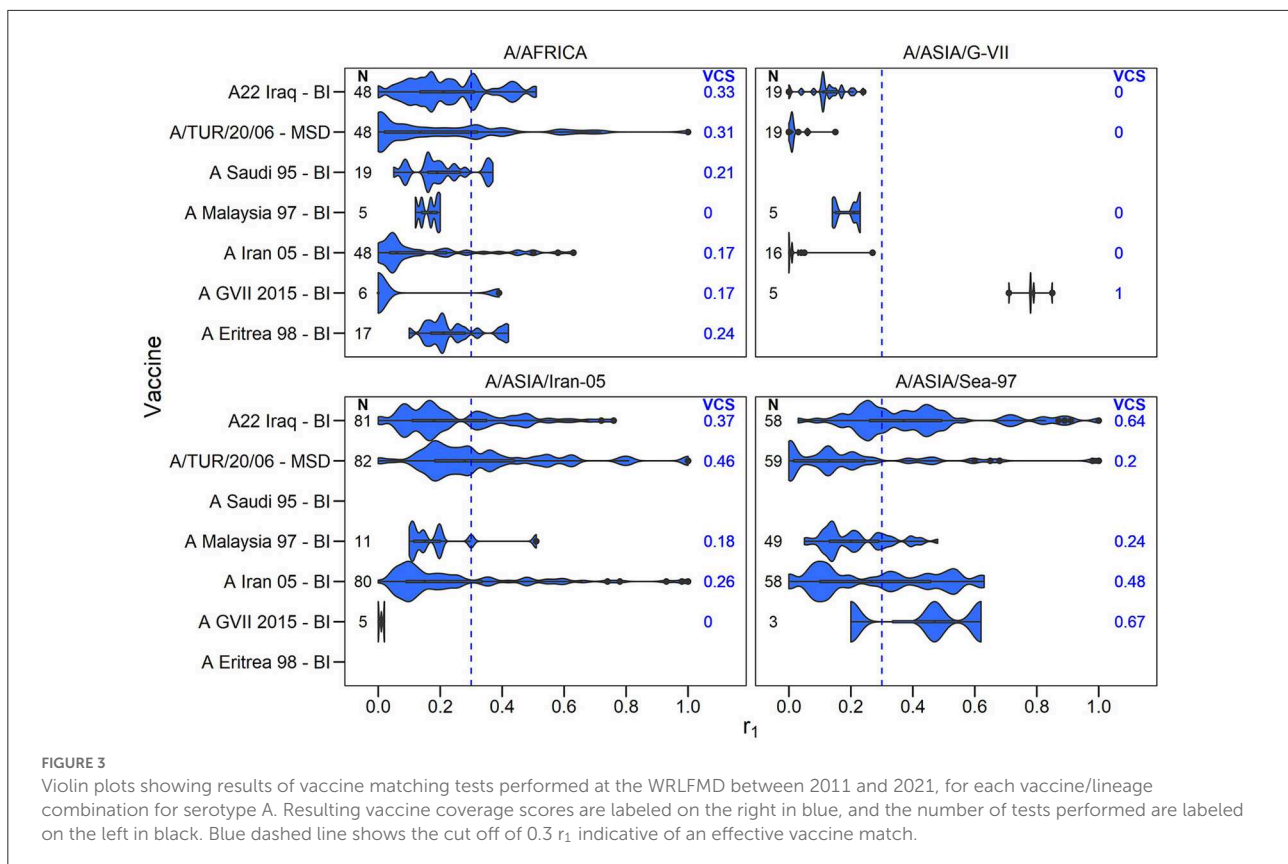 A/AFRICA
A/ASIA/G-VII
N
VCS
N
VCS
A22 Iraq - BI
48
0.33
19
0
A/TUR/20/06 - MSD
48
0.31
19
0
A Saudi 95 - BI
19
0.21
A Malaysia 97 - BI
5
0
5
0
A Iran 05 - BI
48
0.17
16
0
A GVII 2015 - BI
6
0.17
5
1
A Eritrea 98 - BI
17
0.24
Vaccine
A/ASIA/Iran-05
A/ASIA/Sea-97
N
VCS
N
VCS
A22 Iraq - BI
81
0.37
58
0.64
A/TUR/20/06 - MSD
82
0.46
59
0.2
A Saudi 95 - BI
A Malaysia 97 - BI
11
0.18
49
0.24
A Iran 05 - BI
80
0.26
58
0.48
A GVII 2015 - BI
5
0
3
0.67
A Eritrea 98 - BI
0.0 0.2 0.4 0.6 0.8 1.0
0.0 0.2 0.4 0.6 0.8 1.0
r1
FIGURE 3
Violin plots showing results of vaccine matching tests performed at the WRLFMD between 2011 and 2021, for each vaccine/lineage
combination for serotype A. Resulting vaccine coverage scores are labeled on the right in blue, and the number of tests performed are labeled
on the left in black. Blue dashed line shows the cut off of 0.3 r1 indicative of an effective vaccine match.